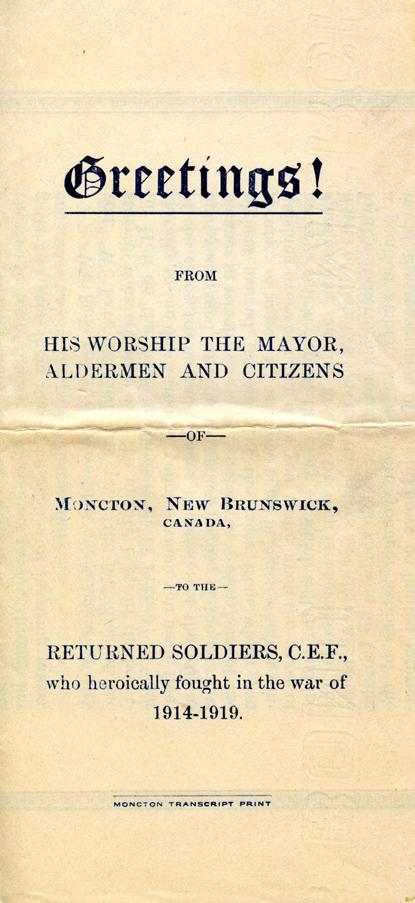 Greetings!
FROM
HIS WORSHIP THE MAYOR,
ALDERMEN AND CITIZENS
—OF—
MONCTON, NEW BRUNSWICK,
CANADA,
—TO THE—
RETURNED SOLDIERS, C.E.F.,
who heroically fought in the war of
1914-1919.
MONCTON TRANSCRIPT PRINT